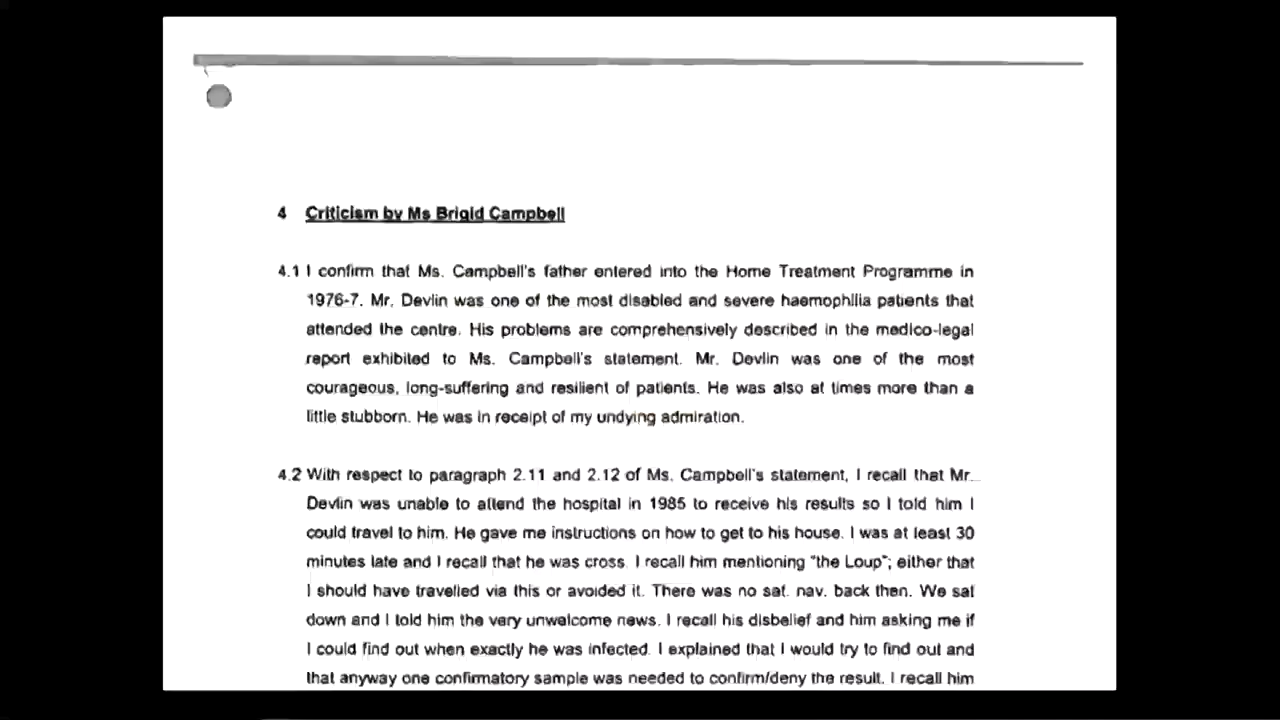 4 Criticism by Ms Brigid Campbell
4.1 I confirm that Ms. Campbell's father entered into the Home Treatment Programme in
1976-7. Mr. Devlin was one of the most disabled and severe haemophilia patients that
attended the centre. His problems are comprehensively described in the medico-legal
report exhibited to Ms. Campbell's statement. Mr. Devlin was one of the most
courageous, long-suffering and resilient of patients. He was also at times more than a
little stubborn. He was in receipt of my undying admiration.
4.2 With respect to paragraph 2.11 and 2.12 of Ms. Campbell's statement, I recall that Mr.
Devlin was unable to attend the hospital in 1985 to receive his results so I told him I
could travel to him. He gave me instructions on how to get to his house. I was at least 30
minutes late and I recall that he was cross. I recall him mentioning "the Loup"; either that
I should have travelled via this or avoided it. There was no sat. nav. back then. We sat
down and I told him the very unwelcome news. I recall his disbelief and him asking me if
I could find out when exactly he was infected. I explained that I would try to find out and
that anyway one confirmatory sample was needed to confirm/deny the result. I recall him